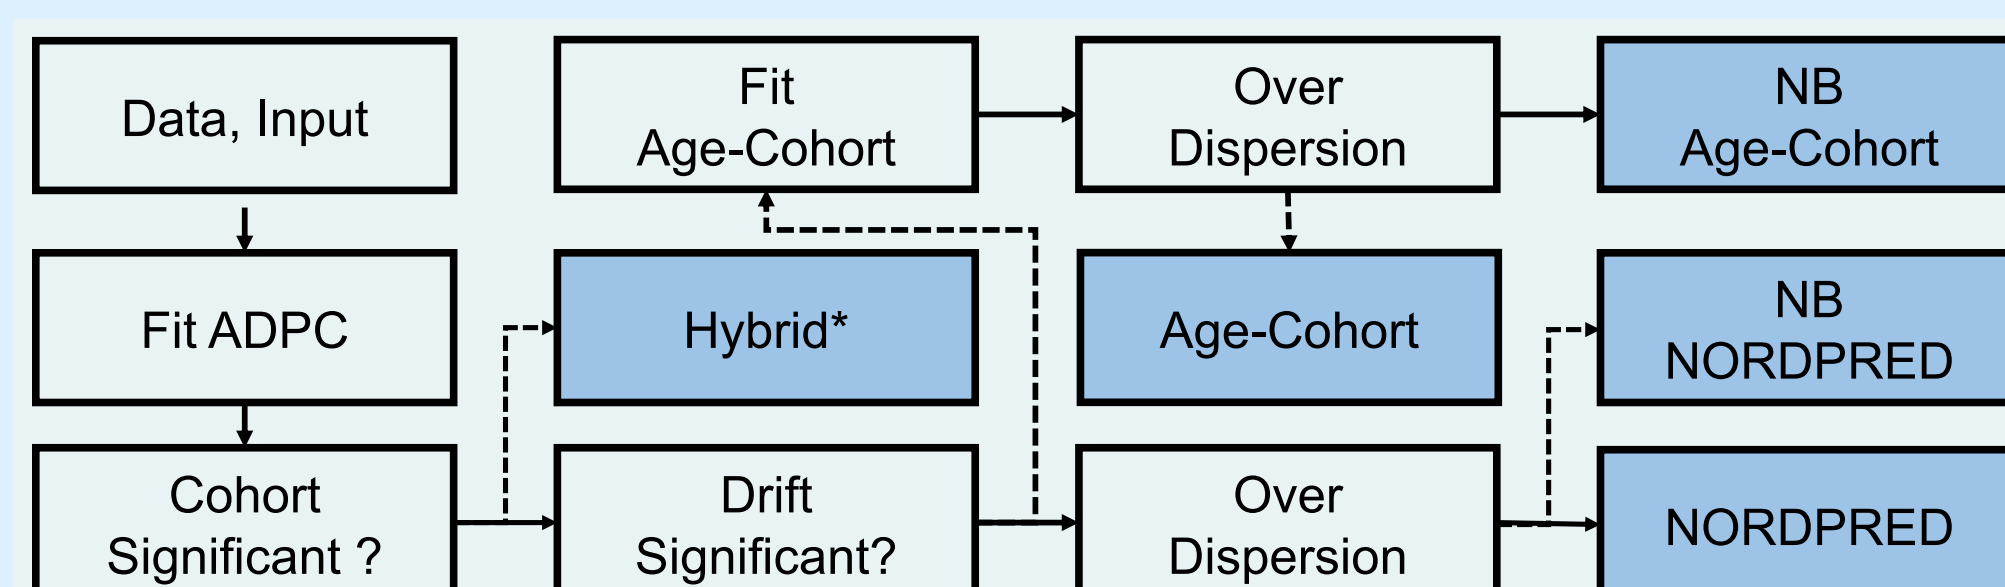 Data, Input
Fit
Age-Cohort
Over
Dispersion
NB
Age-Cohort
Fit ADPC
Hybrid*
Age-Cohort
NB
NORDPRED
Cohort
Significant ?
Drift
Significant?
Over
Dispersion
NORDPRED